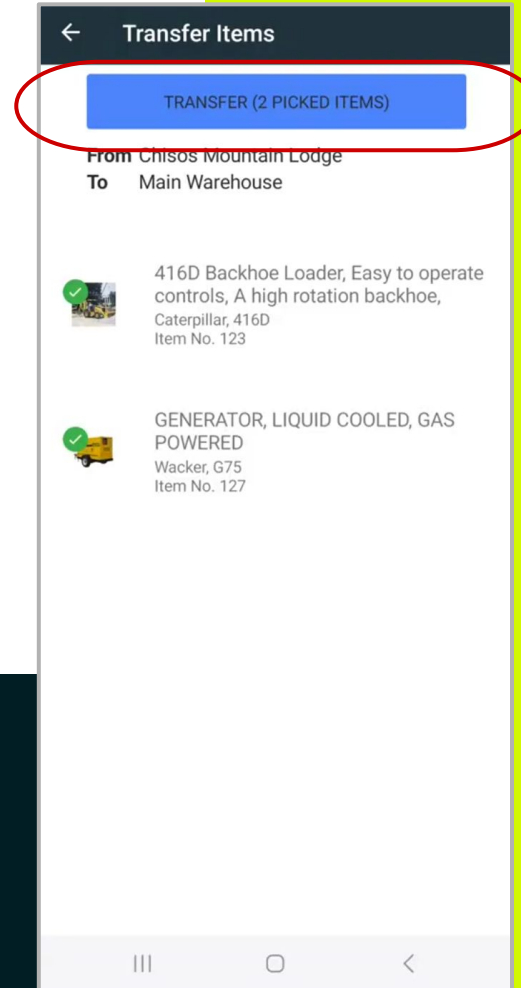 Transfer Items
TRANSFER (2 PICKED ITEMS)
From Chisos Mountain Lodge
To Main Warehouse
416D Backhoe Loader, Easy to operate
controls, A high rotation backhoe,
Caterpillar, 416D
Item No. 123
GENERATOR, LIQUID COOLED, GAS
POWERED
Wacker, G75
Item No. 127